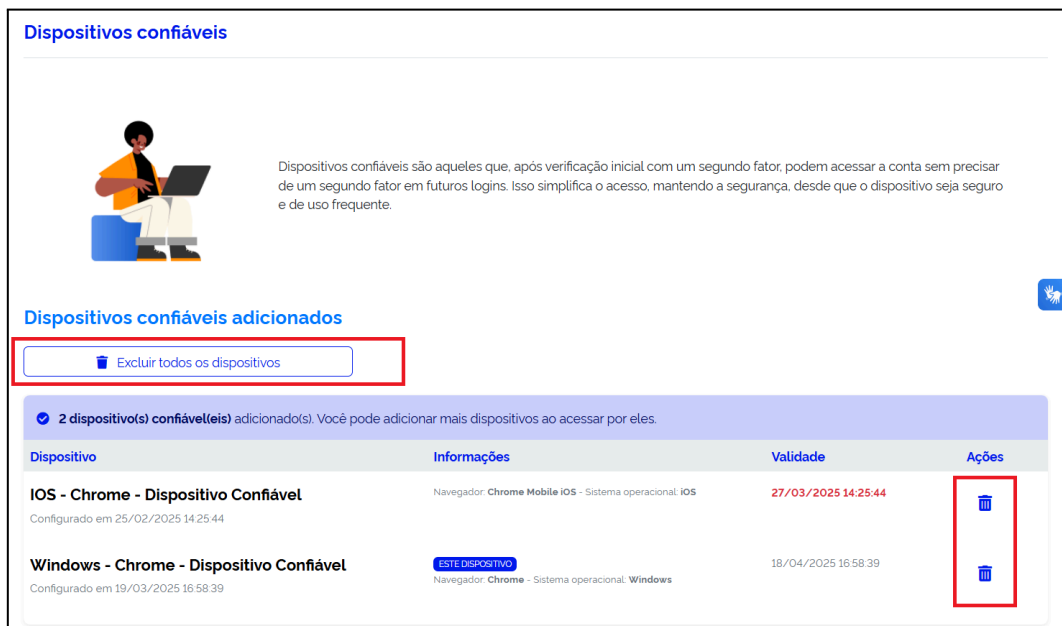 Dispositivos confiáveis
Dispositivos confiáveis são aqueles que, após verificação inicial com um segundo fator, podem acessar a conta sem precisar
de um segundo fator em futuros logins. Isso simplifica o acesso, mantendo a segurança, desde que o dispositivo seja seguro
e de uso frequente.
Dispositivos confiáveis adicionados
Excluir todos os dispositivos
2 dispositivo(s) confiável(eis) adicionado(s). Você pode adicionar mais dispositivos ao acessar por eles.
Dispositivo Informações Validade Ações
IOS - Chrome - Dispositivo Confiável Navegador: Chrome Mobile iOS - Sistema operacional: iOS 27/03/2025 14:25:44
Configurado em 25/02/2025 14:25:44
Windows - Chrome - Dispositivo Confiável ESTE DISPOSITIVO 18/04/2025 16:58:39
Navegador: Chrome - Sistema operacional: Windows
Configurado em 19/03/2025 16:58:39